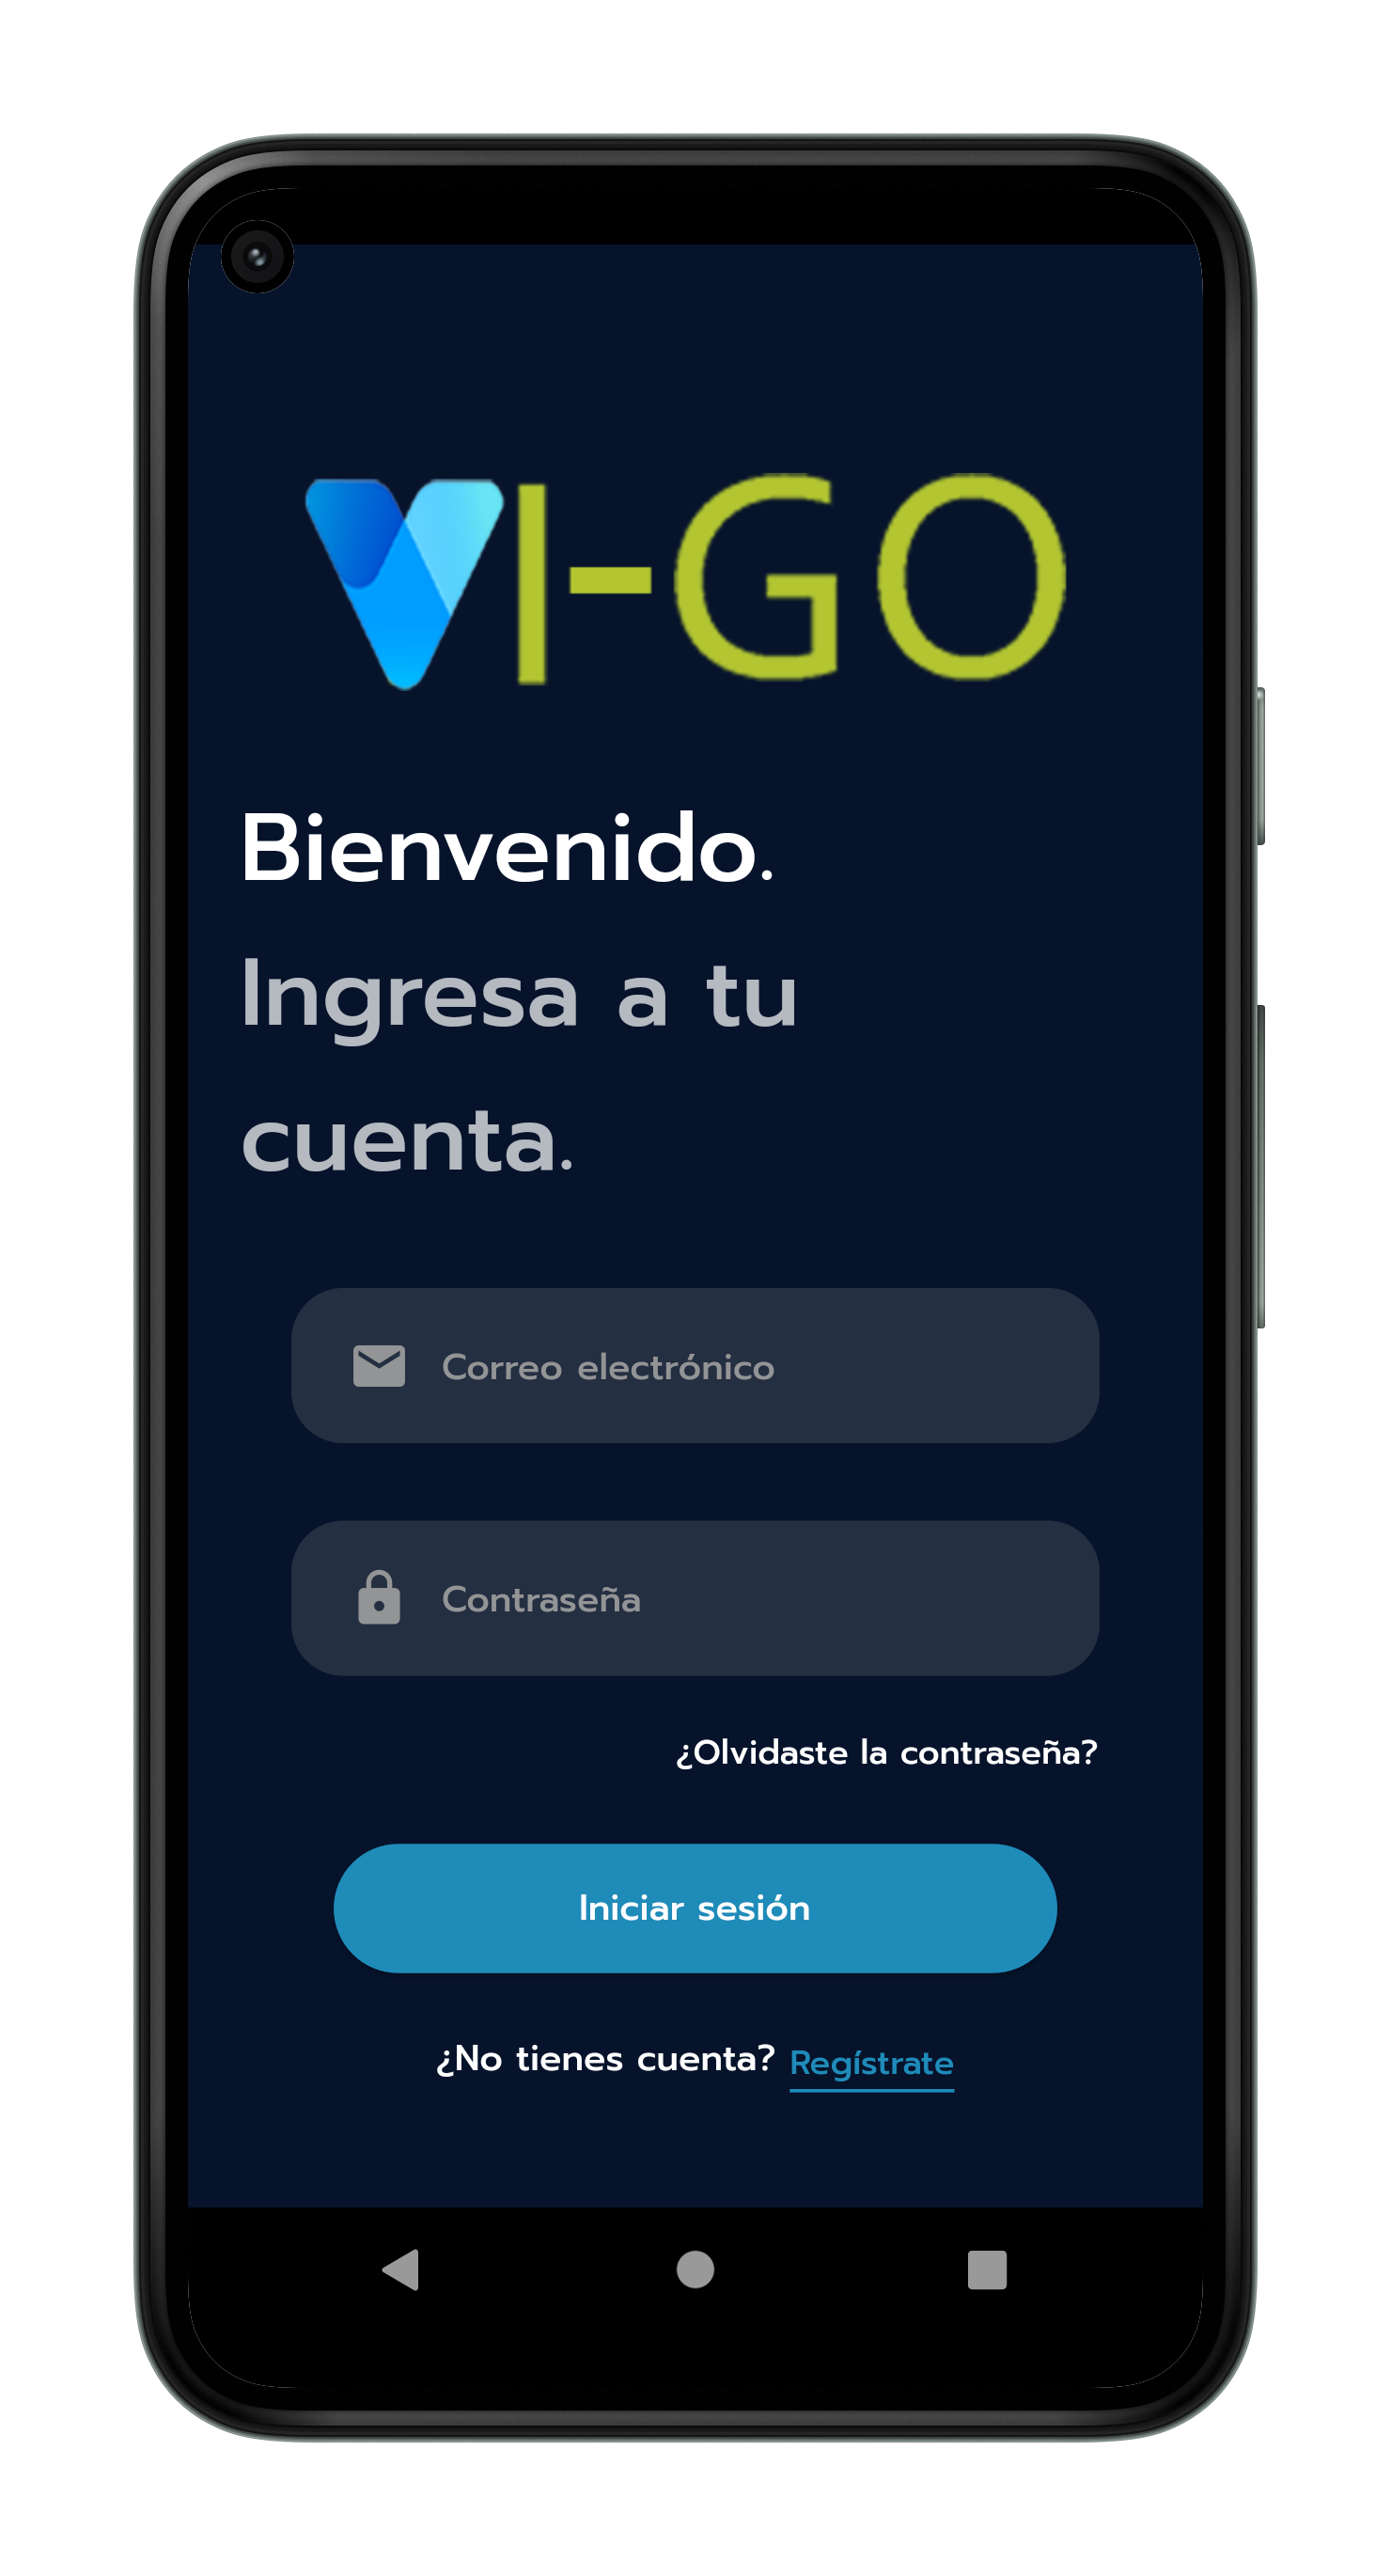 VI-GO
Bienvenido.
Ingresa a tu
cuenta.
Correo electrónico
Contraseña
¿Olvidaste la contraseña?
Iniciar sesión
¿No tienes cuenta? Regístrate